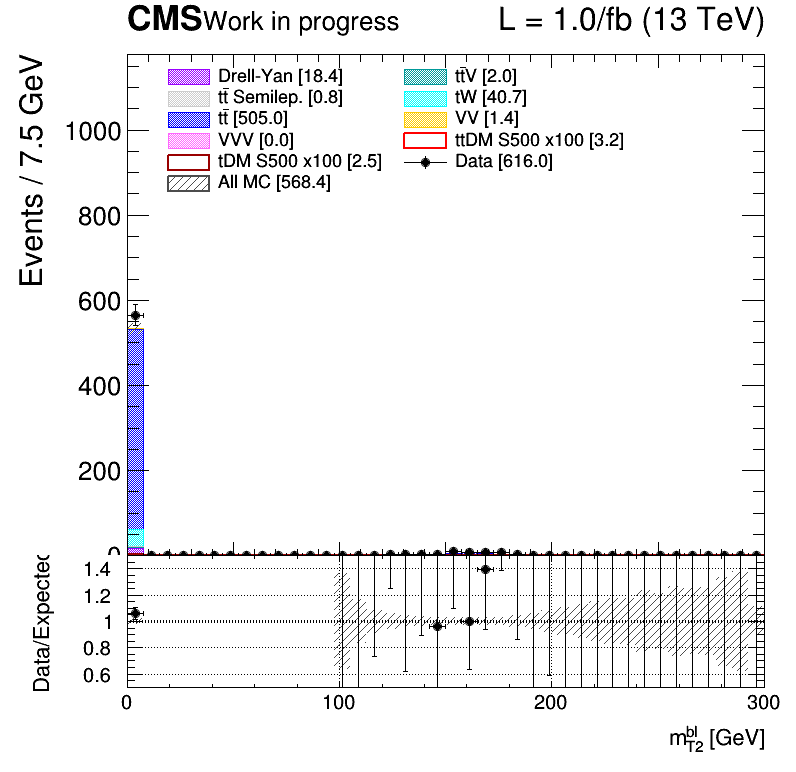 CMS Work in progress L = 1.0/fb (13 TeV)
Drell-Yan [18.4] tt̄V [2.0]
tt̄ Semilep. [0.8] tW [40.7]
tt̄ [505.0] VV [1.4]
VVV [0.0] ttDM S500 x100 [3.2]
tDM S500 x100 [2.5] Data [616.0]
All MC [568.4]
Events / 7.5 GeV
1000
800
600
400
200
0
Data/Expected
1.4
1.2
1
0.8
0.6
0 100 200 300
m_{T2}^{bl} [GeV]